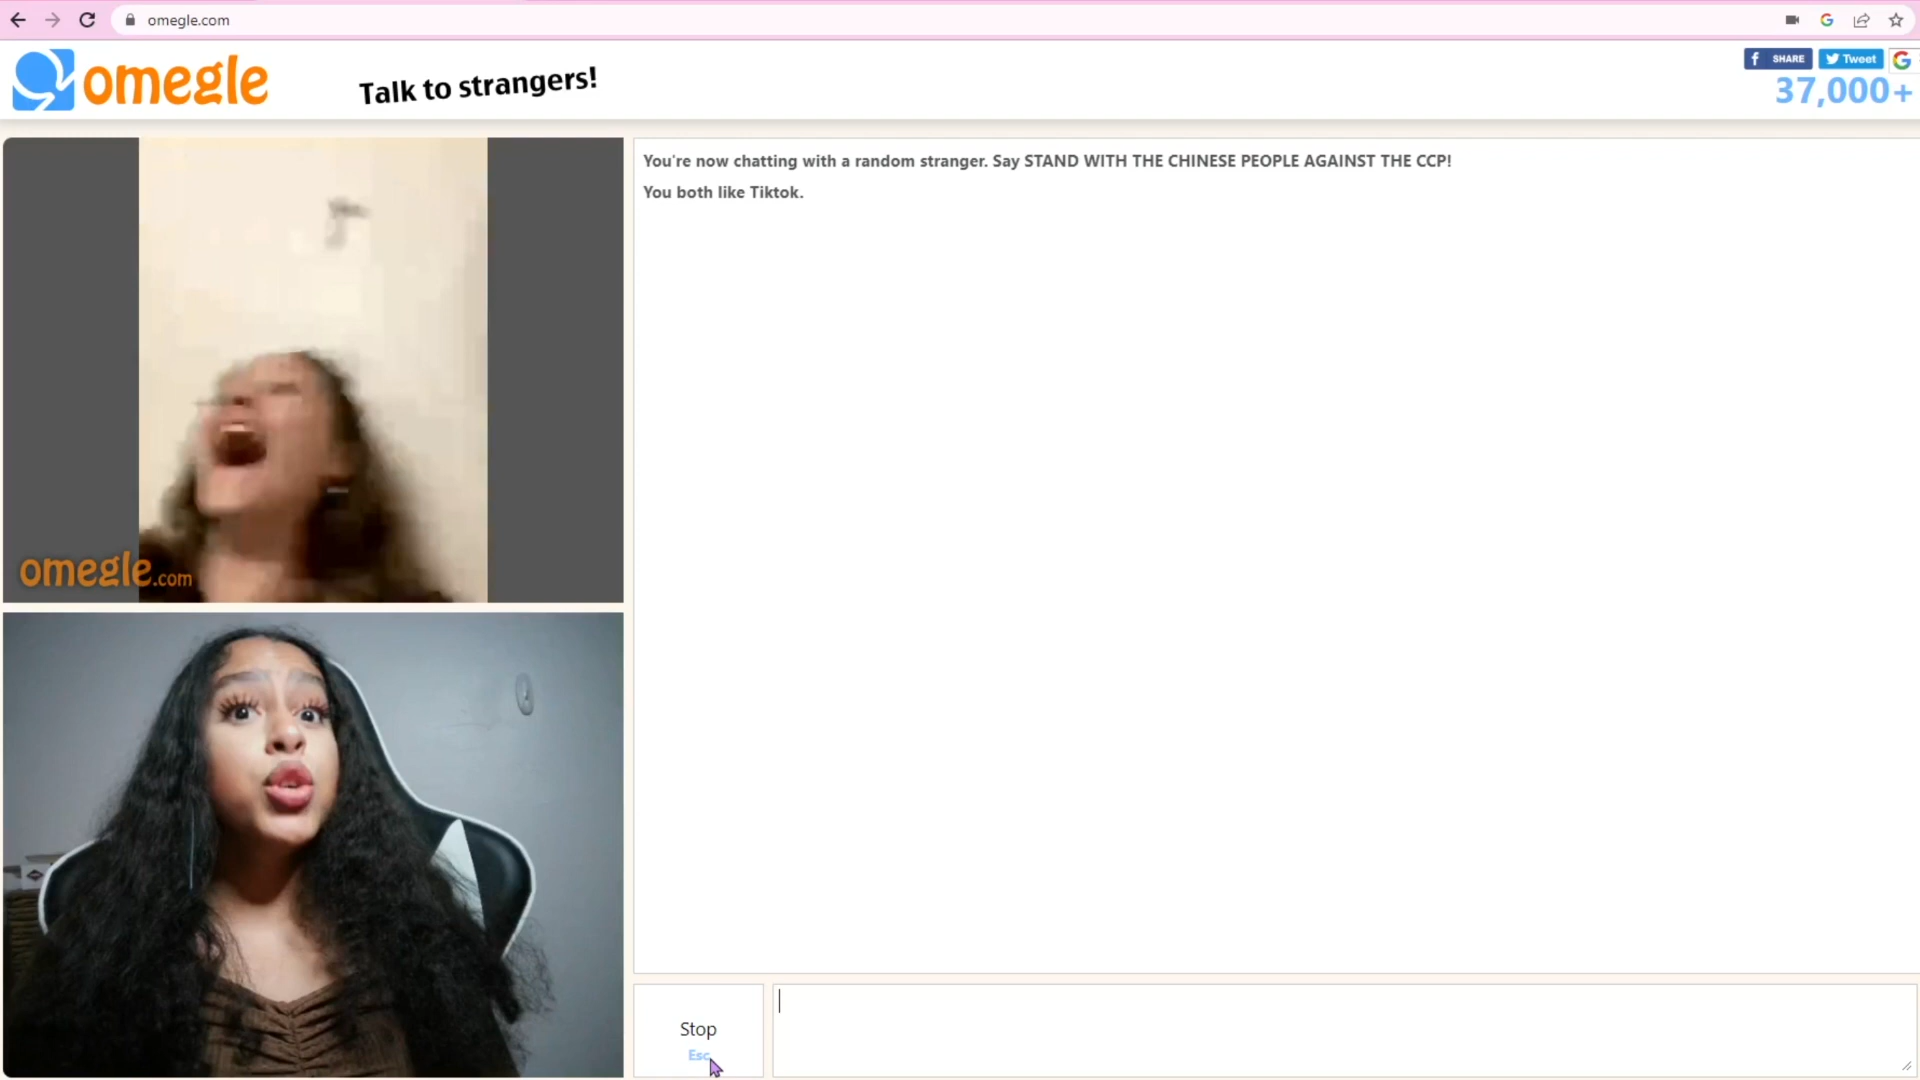 omegle.com
omegle
Talk to strangers!
SHARE
Tweet
37,000+
You're now chatting with a random stranger. Say STAND WITH THE CHINESE PEOPLE AGAINST THE CCP!
You both like Tiktok.
omegle.com
Stop
Esc